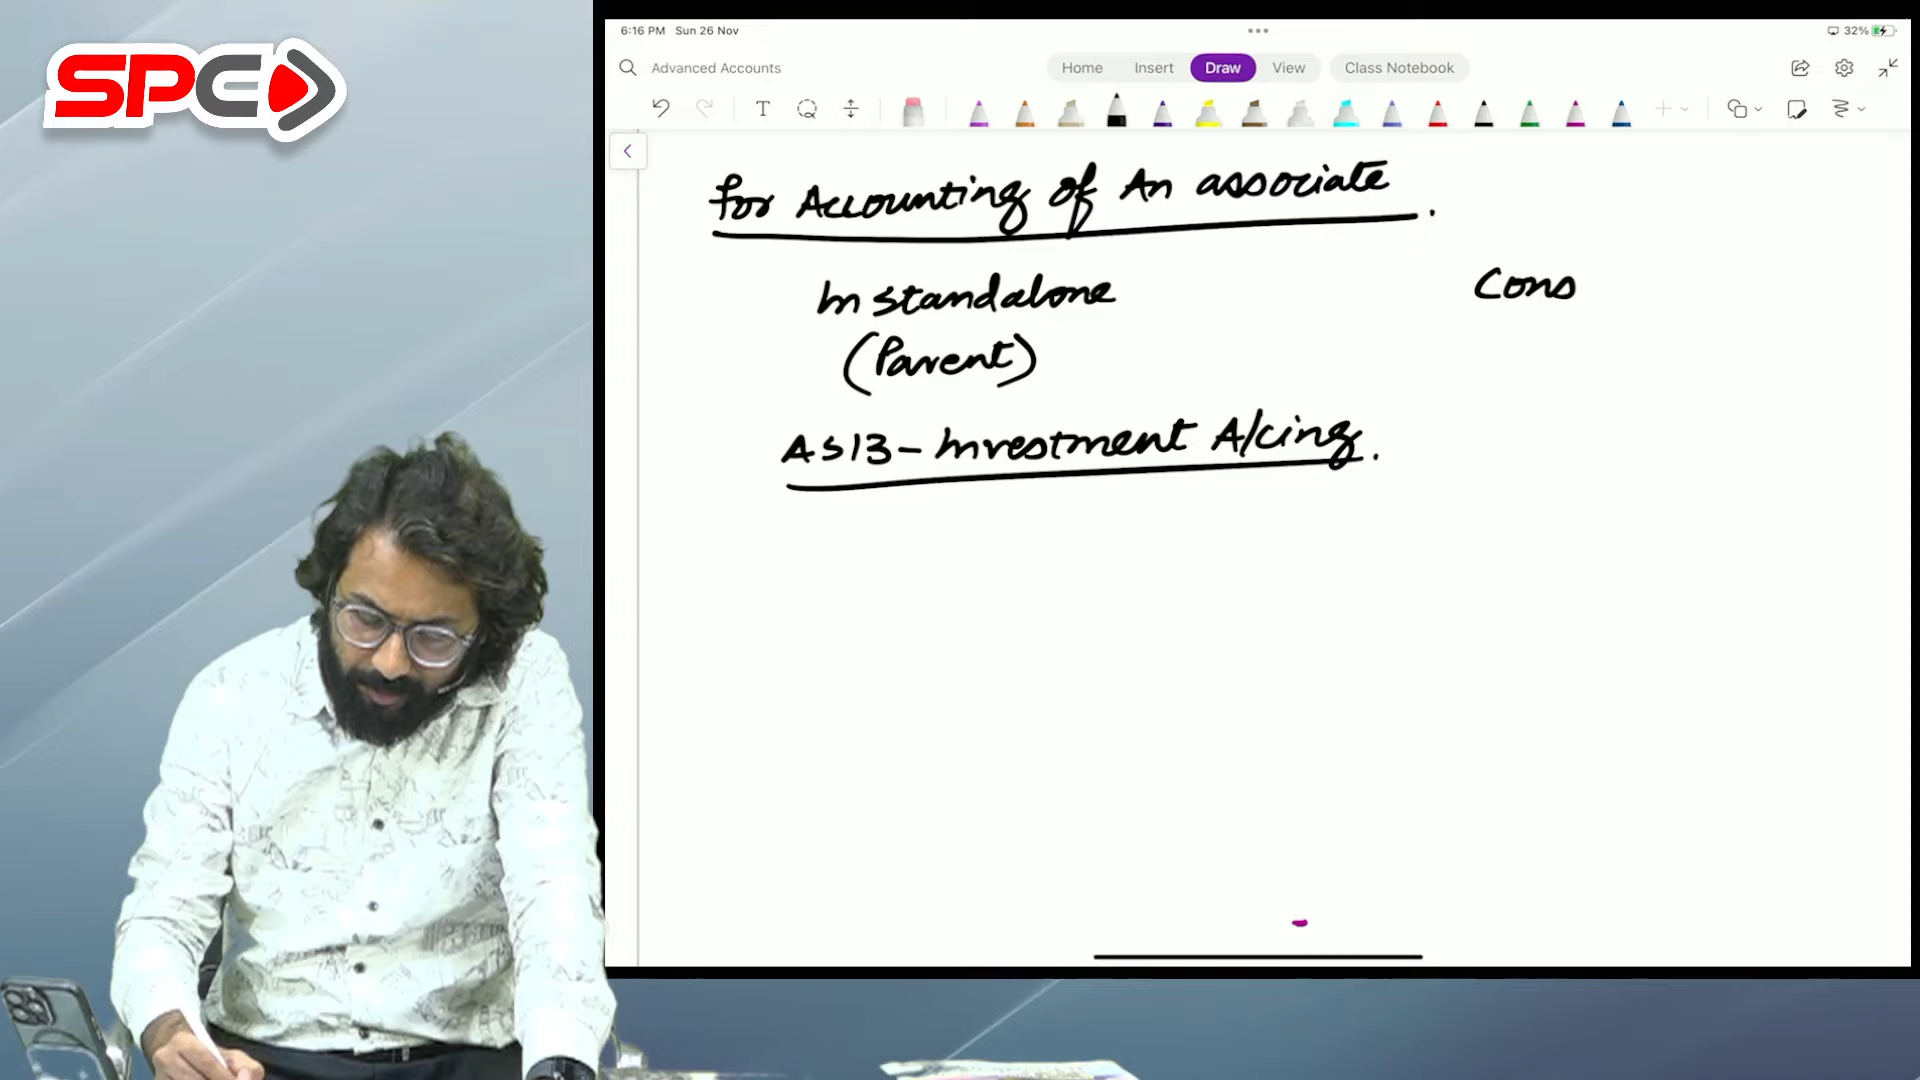 SPE
6:16 PM Sun 26 Nov
32%
Advanced Accounts
Home Insert Draw View Class Notebook
T
for Accounting of An associate.
In standalone
Cons
(Parent)
AS13 - Investment A/cing.